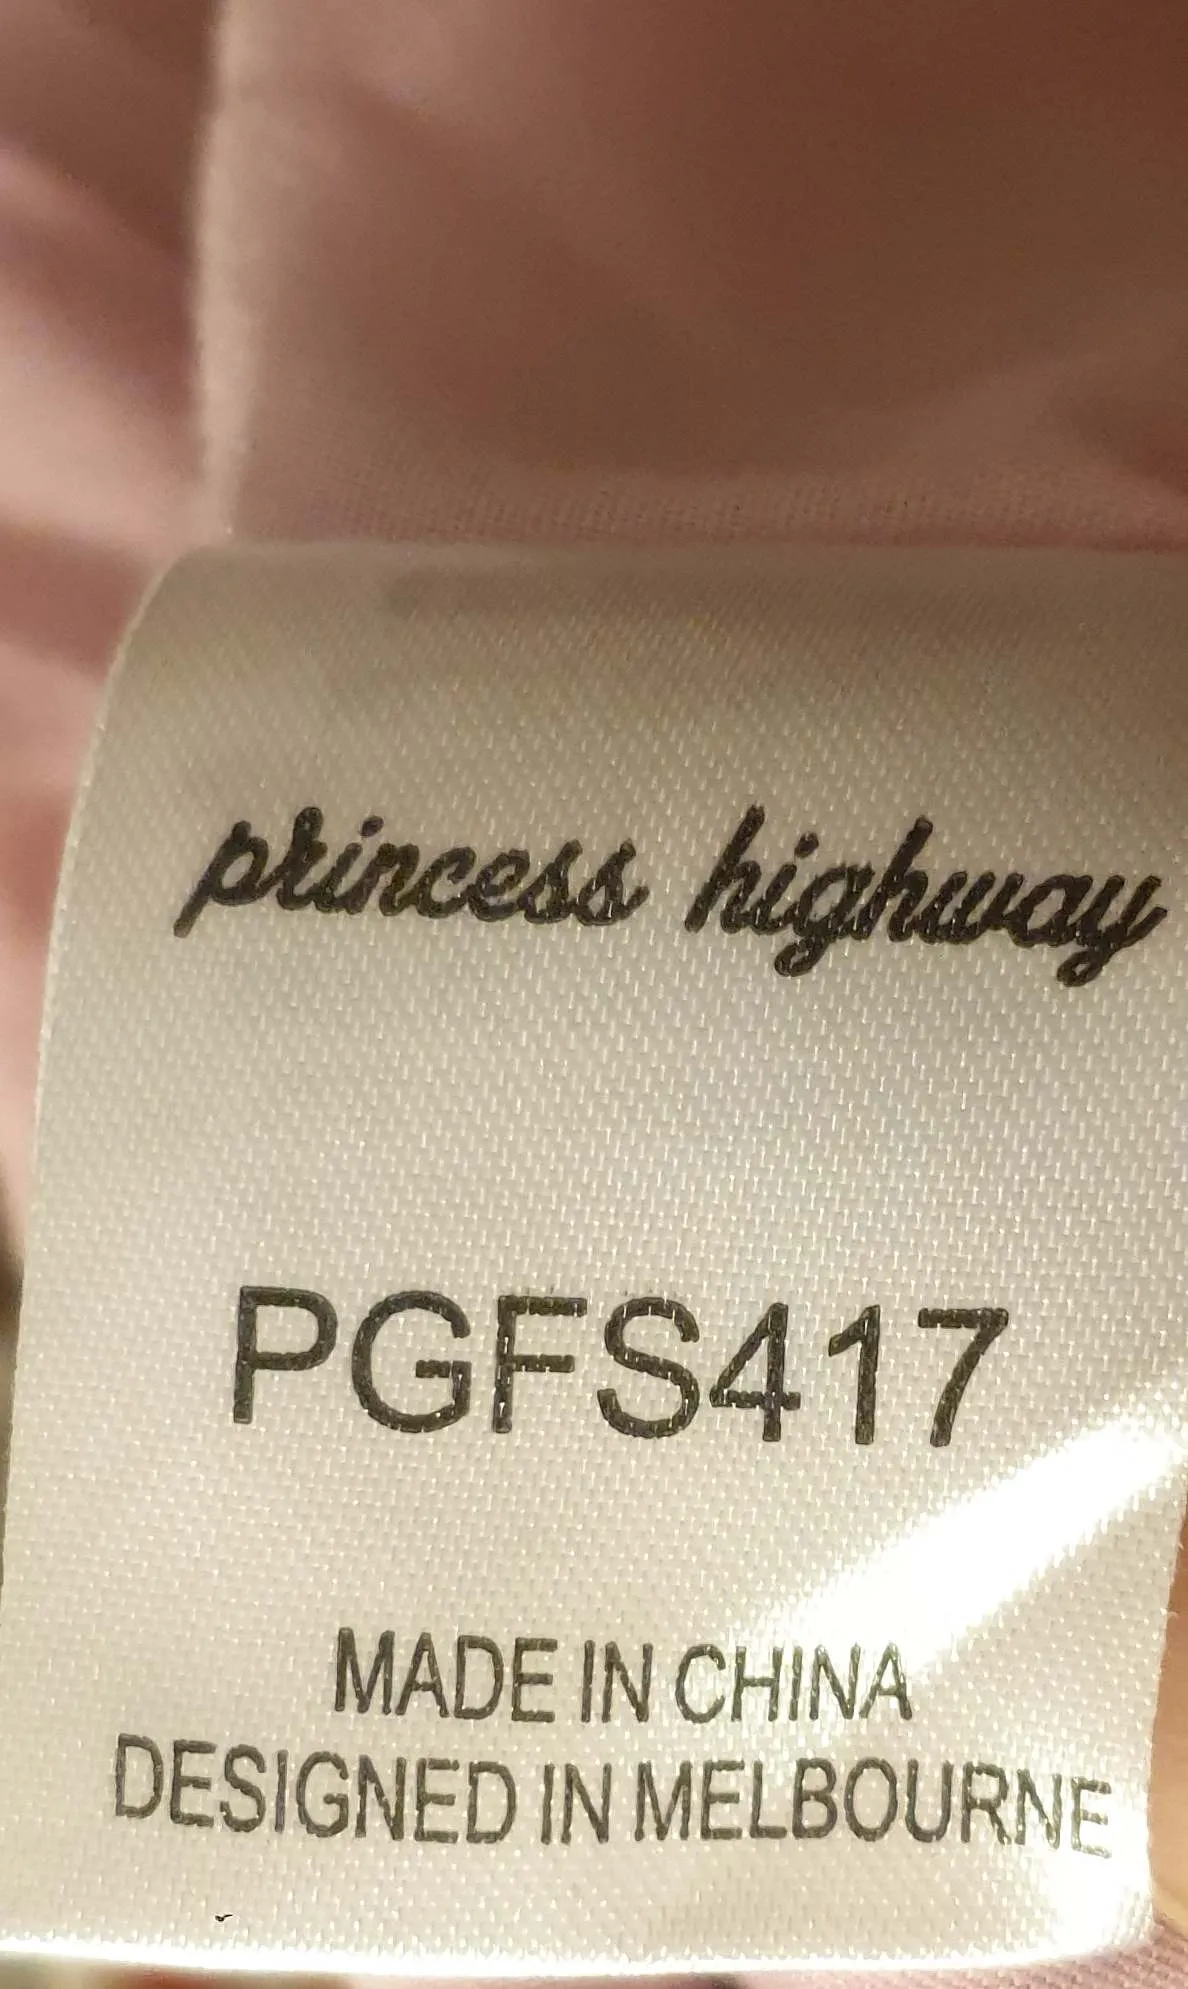 princess highway
PGFS417
MADE IN CHINA
DESIGNED IN MELBOURNE